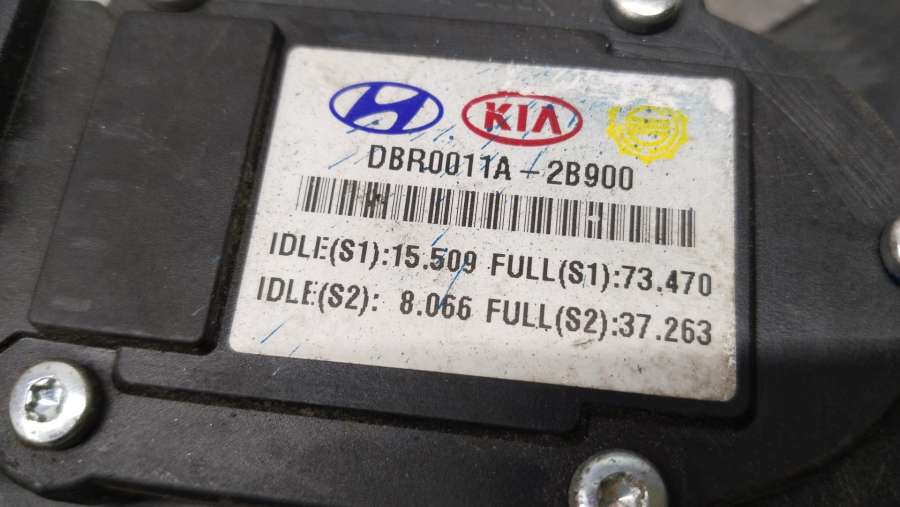 KIA
DBR0011A-2B900
IDLE(S1):15.509 FULL(S1):73.470
IDLE(S2): 8.066 FULL(S2):37.263